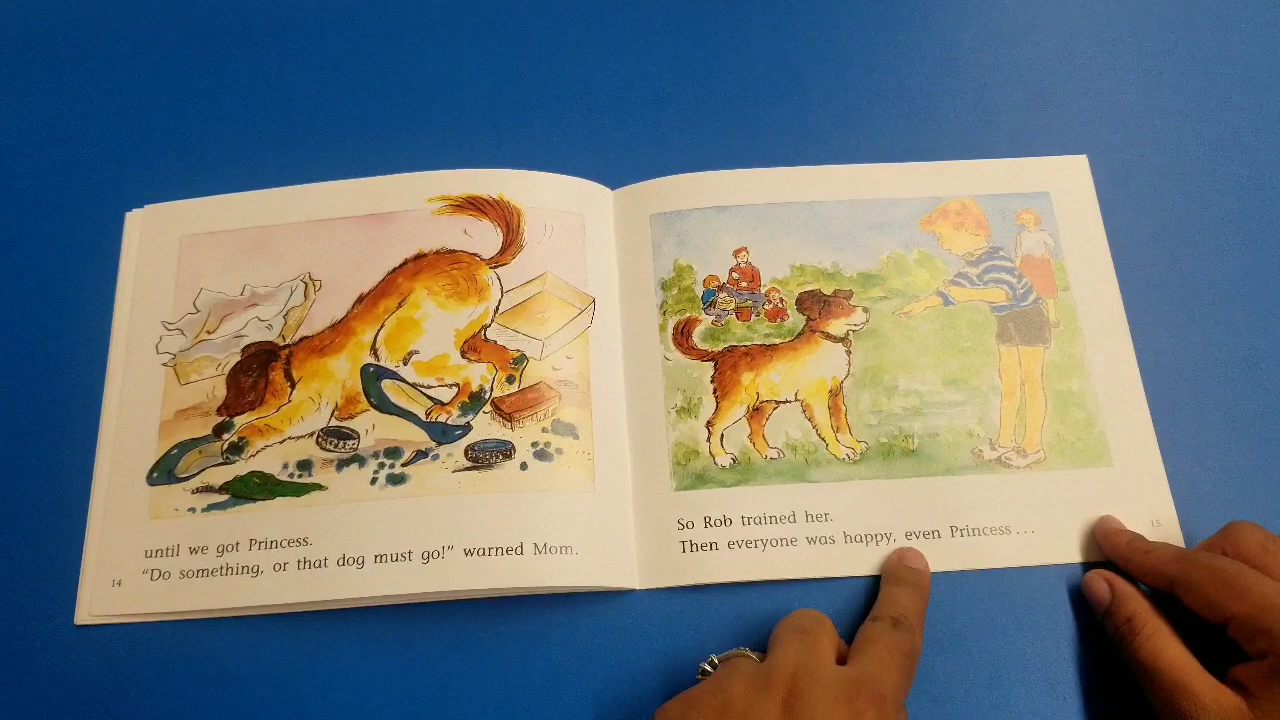 until we got Princess.
“Do something, or that dog must go!” warned Mom.
14
So Rob trained her.
Then everyone was happy, even Princess...
15